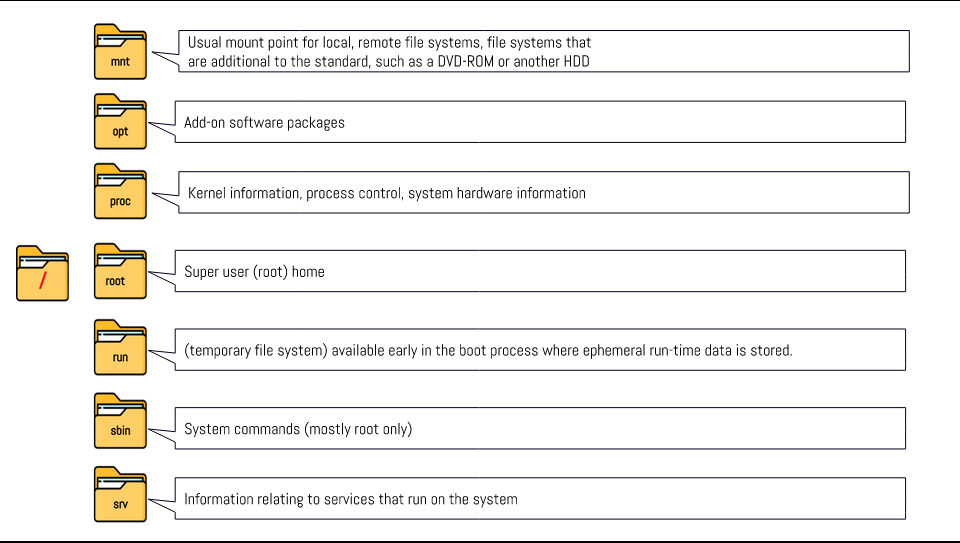 mnt
Usual mount point for local, remote file systems, file systems that
are additional to the standard, such as a DVD-ROM or another HDD
opt
Add-on software packages
proc
Kernel information, process control, system hardware information
/
root
Super user (root) home
run
(temporary file system) available early in the boot process where ephemeral run-time data is stored.
sbin
System commands (mostly root only)
srv
Information relating to services that run on the system